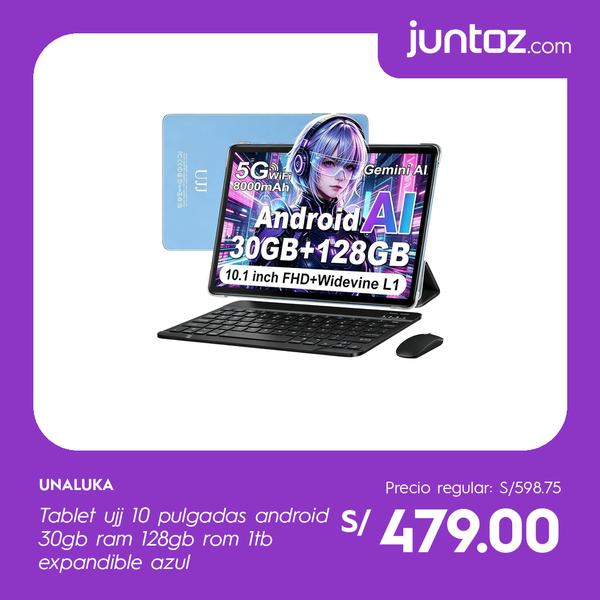 juntoz.com
UJJ
5G WiFi
8000mAh
Gemini AI
Android AI
30GB+128GB
10.1 inch FHD+Widevine L1
UNALUKA
Tablet ujj 10 pulgadas android
30gb ram 128gb rom 1tb
expandible azul
Precio regular: S/598.75
S/ 479.00